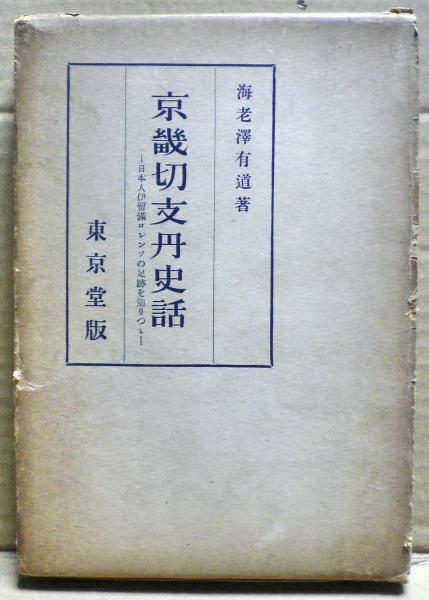 海老澤有道著
京畿切支丹史話
―日本人伊留滿ロレンソの足跡を辿りつゝ―
東京堂版